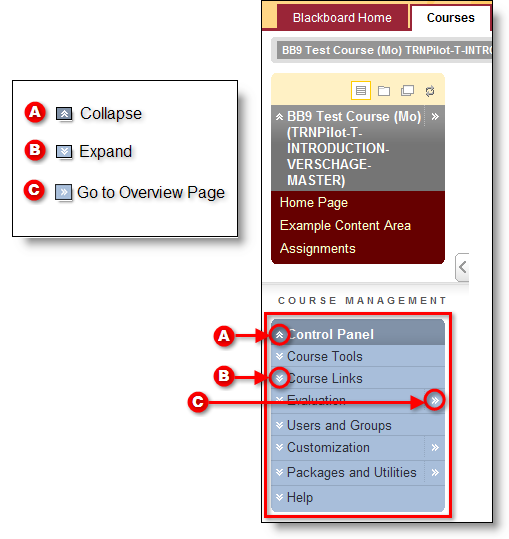 Blackboard Home
Courses
BB9 Test Course (Mo) TRNPilot-T-INTRO
A Collapse
B Expand
C Go to Overview Page
BB9 Test Course (Mo)
(TRNPilot-T-
INTRODUCTION-
VERSCHAGE-
MASTER)
Home Page
Example Content Area
Assignments
COURSE MANAGEMENT
A Control Panel
Course Tools
B Course Links
C Evaluation
Users and Groups
Customization
Packages and Utilities
Help